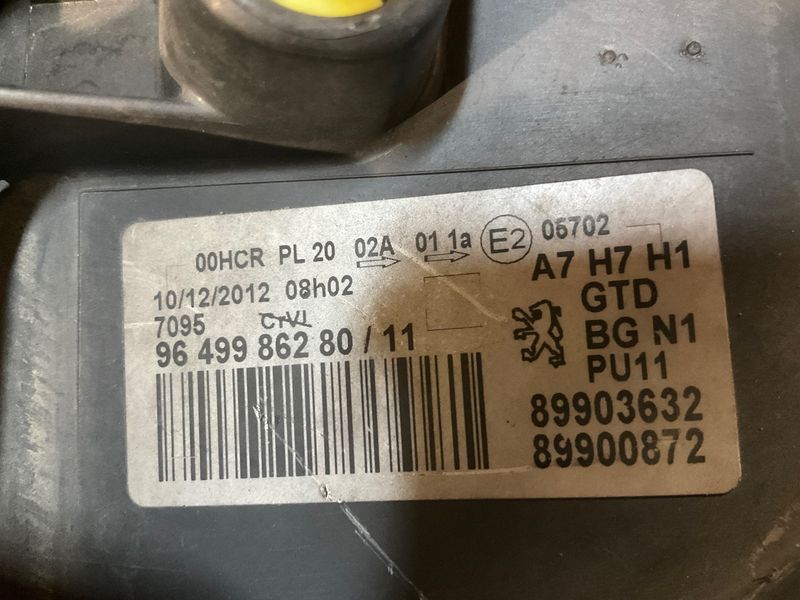 00HCR PL 20 02A 01 1a E2 05702
10/12/2012 08h02
7095
96 499 862 80 / 11
A7 H7 H1
GTD
BG N1
PU11
89903632
89900872